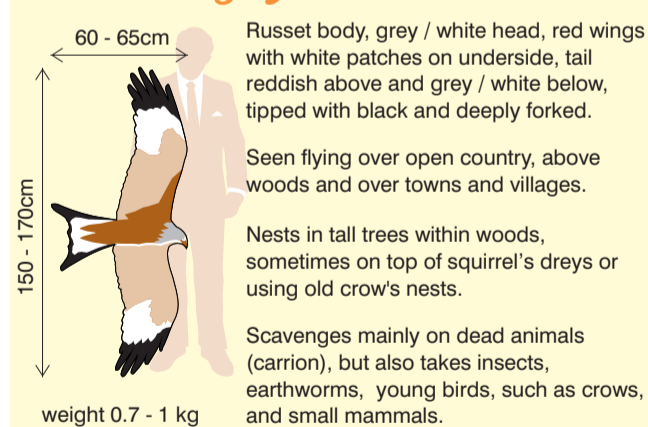 60 - 65cm
150 - 170cm
weight 0.7 - 1 kg
Russet body, grey / white head, red wings
with white patches on underside, tail
reddish above and grey / white below,
tipped with black and deeply forked.
Seen flying over open country, above
woods and over towns and villages.
Nests in tall trees within woods,
sometimes on top of squirrel's dreys or
using old crow's nests.
Scavenges mainly on dead animals
(carrion), but also takes insects,
earthworms,  young birds, such as crows,
and small mammals.